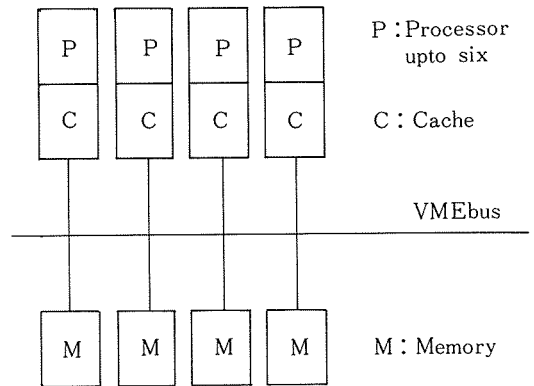 P P P P
P : Processor
upto six
C C C C
C : Cache
VMEbus
M M M M
M : Memory